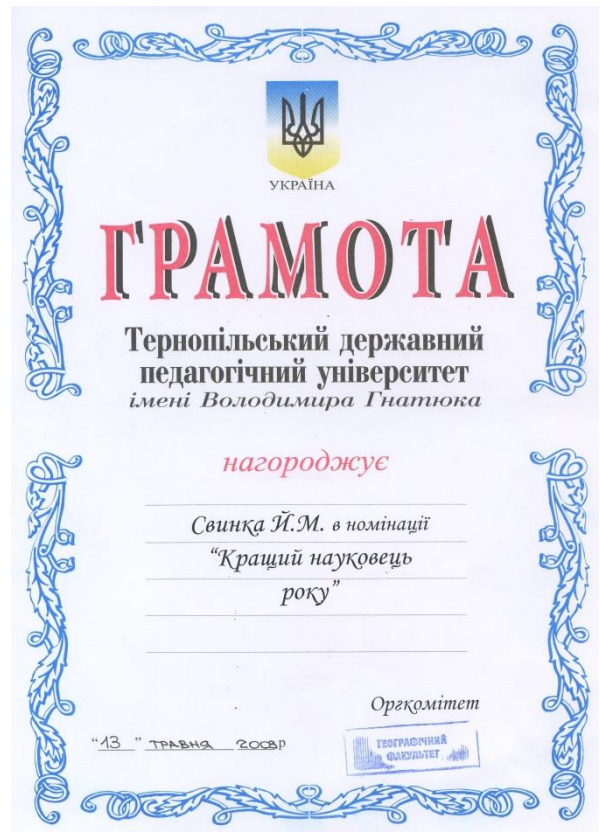 УКРАЇНА
ГРАМОТА
Тернопільський державний
педагогічний університет
імені Володимира Гнатюка
нагороджує
Свинка Й.М. в номінації
“Кращий науковець
року”
Оргкомітет
“13” травня 2003р
ГЕОГРАФІЧНИЙ
ФАКУЛЬТЕТ